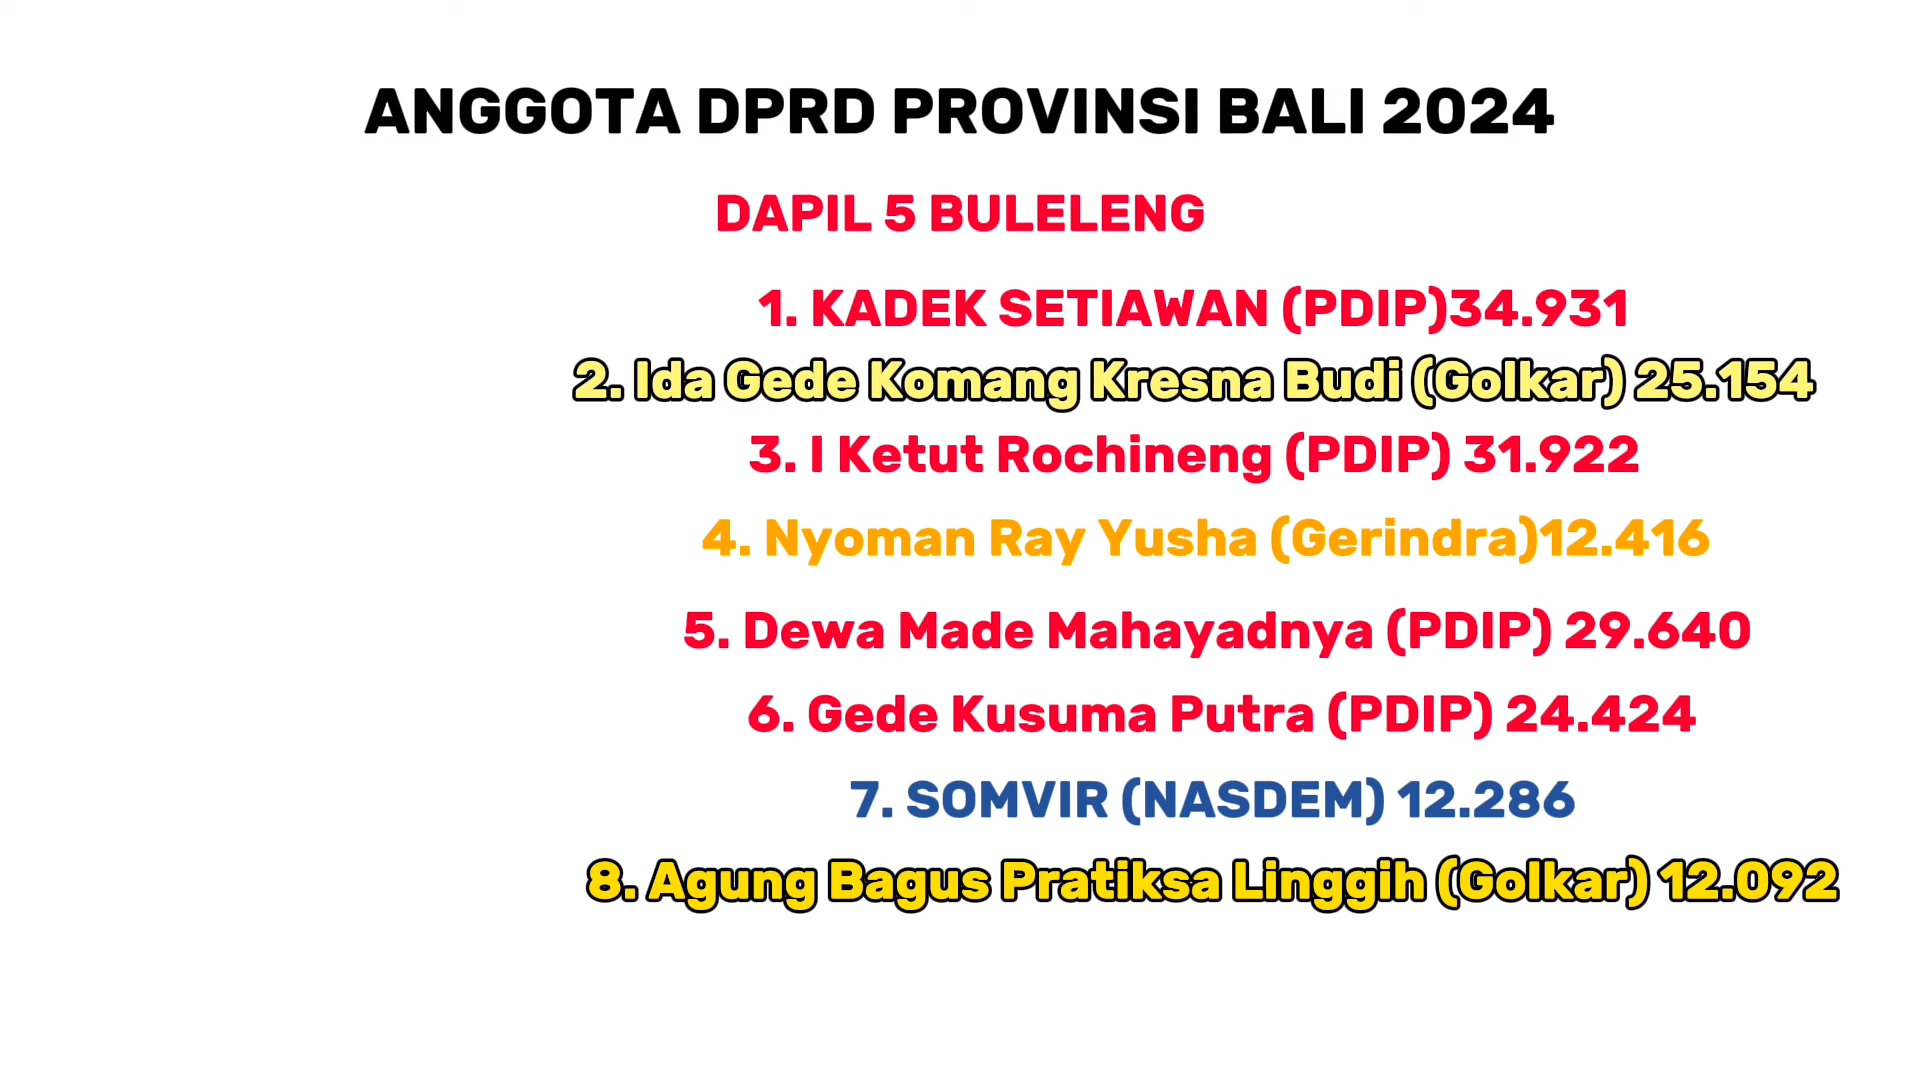 ANGGOTA DPRD PROVINSI BALI 2024
DAPIL 5 BULELENG
1. KADEK SETIAWAN (PDIP)34.931
2. Ida Gede Komang Kresna Budi (Golkar) 25.154
3. I Ketut Rochineng (PDIP) 31.922
4. Nyoman Ray Yusha (Gerindra)12.416
5. Dewa Made Mahayadnya (PDIP) 29.640
6. Gede Kusuma Putra (PDIP) 24.424
7. SOMVIR (NASDEM) 12.286
8. Agung Bagus Pratiksa Linggih (Golkar) 12.092